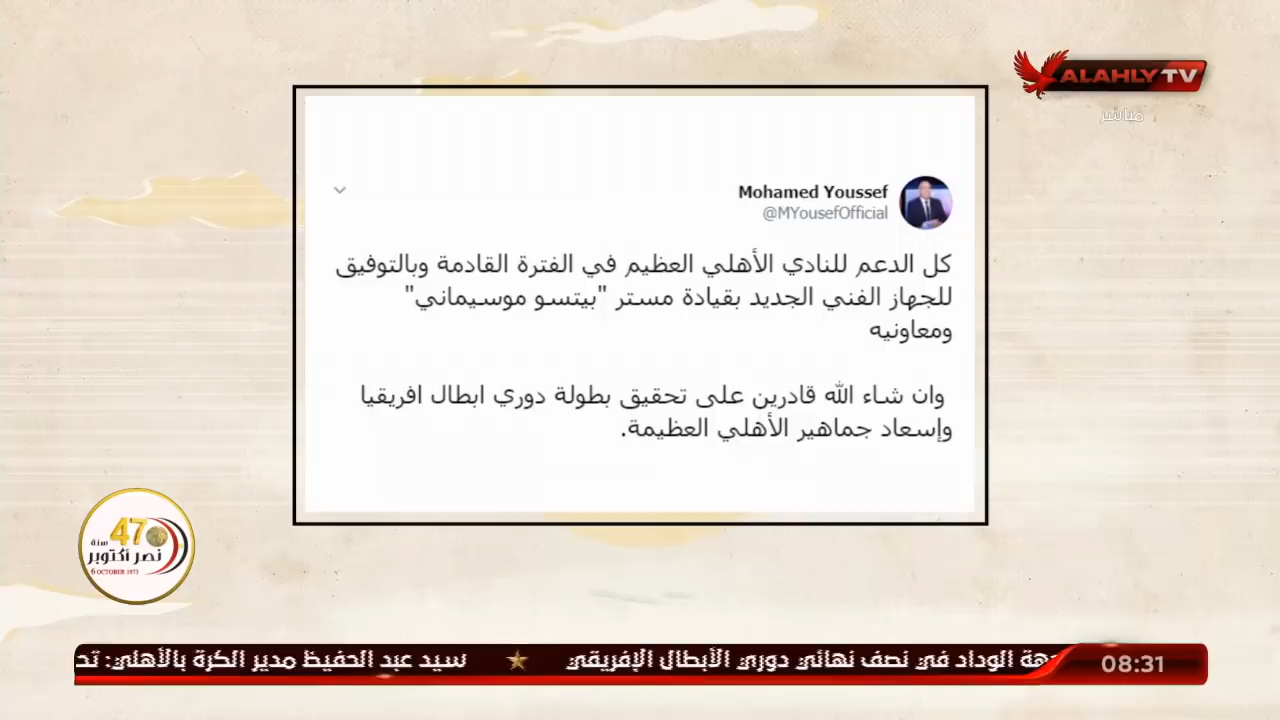 ALAHLY TV
مباشر
Mohamed Youssef
@MYousefOfficial
كل الدعم للنادي الأهلي العظيم في الفترة القادمة وبالتوفيق
للجهاز الفني الجديد بقيادة مستر "بيتسو موسيماني"
ومعاونيه
وان شاء الله قادرين على تحقيق بطولة دوري ابطال افريقيا
وإسعاد جماهير الأهلي العظيمة.
47
سنة
نصر أكتوبر
6 OCTOBER 1973
الوداد في نصف نهائي دوري الأبطال الإفريقي
سيد عبد الحفيظ مدير الكرة بالأهلي:
08:31